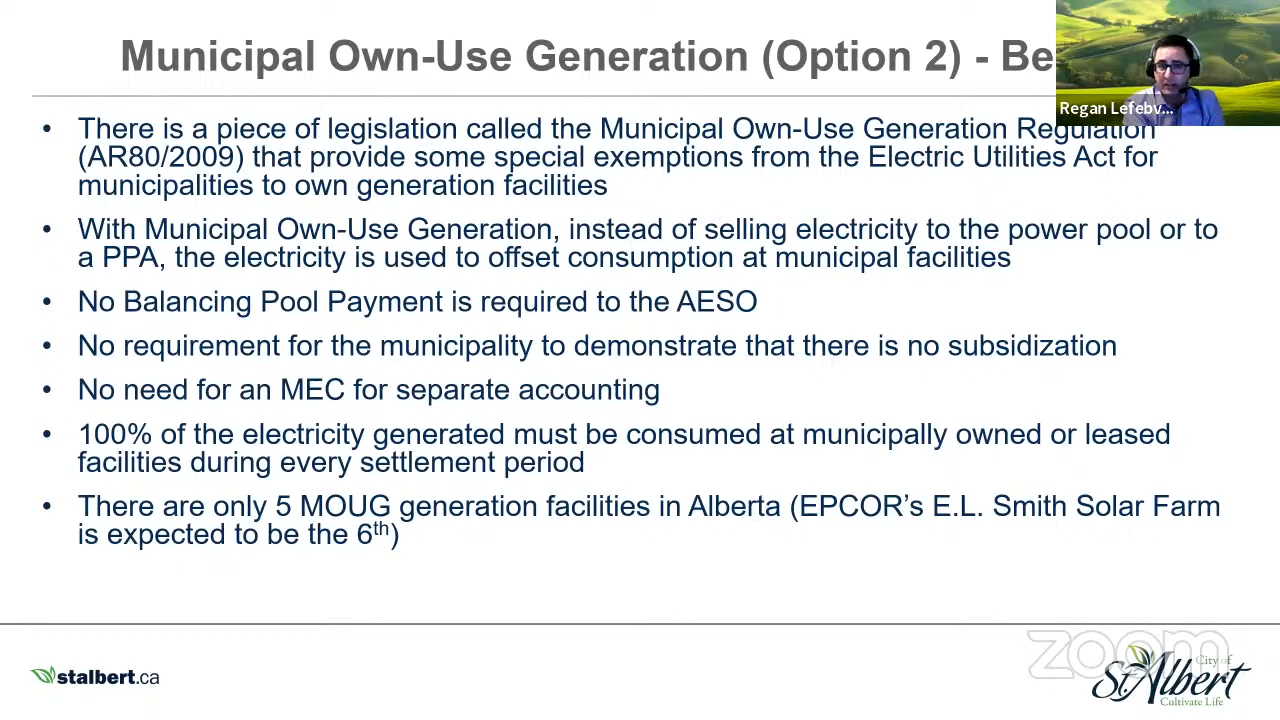 Municipal Own-Use Generation (Option 2) - Be
Regan Lefebv...
• There is a piece of legislation called the Municipal Own-Use Generation Regulation
(AR80/2009) that provide some special exemptions from the Electric Utilities Act for
municipalities to own generation facilities
• With Municipal Own-Use Generation, instead of selling electricity to the power pool or to
a PPA, the electricity is used to offset consumption at municipal facilities
• No Balancing Pool Payment is required to the AESO
• No requirement for the municipality to demonstrate that there is no subsidization
• No need for an MEC for separate accounting
• 100% of the electricity generated must be consumed at municipally owned or leased
facilities during every settlement period
• There are only 5 MOUG generation facilities in Alberta (EPCOR's E.L. Smith Solar Farm
is expected to be the 6th)
zoom
stalbert.ca
City of
St. Albert
Cultivate Life